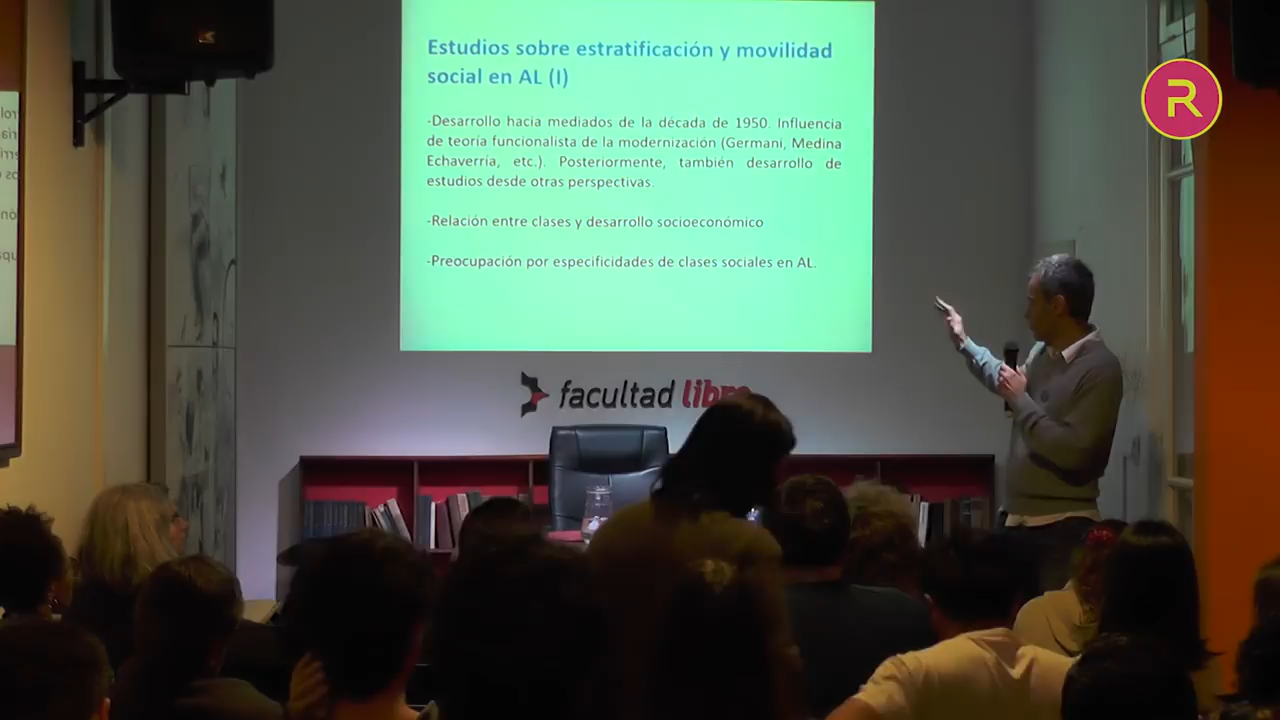 Estudios sobre estratificación y movilidad
social en AL (I)
-Desarrollo hacia mediados de la década de 1950. Influencia
de teoría funcionalista de la modernización (Germani, Medina
Echaverría, etc.). Posteriormente, también desarrollo de
estudios desde otras perspectivas.
-Relación entre clases y desarrollo socioeconómico
-Preocupación por especificidades de clases sociales en AL.
facultad libre
R